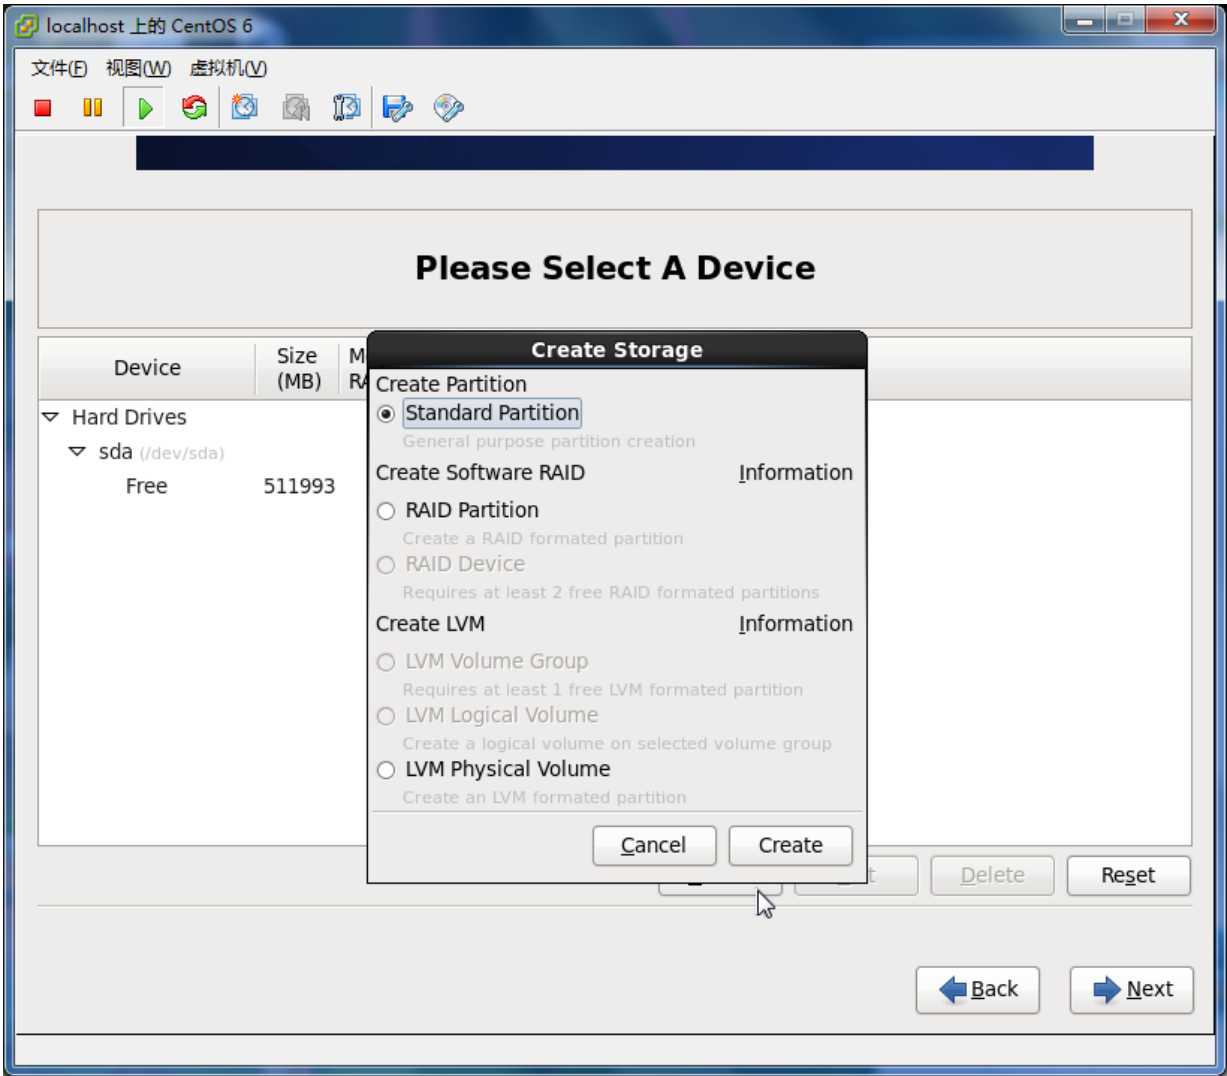 localhost 上的 CentOS 6
文件(F) 视图(W) 虚拟机(V)
Please Select A Device
Device
Size
(MB)
Create Storage
Create Partition
Standard Partition
General purpose partition creation
Create Software RAID Information
RAID Partition
Create a RAID formated partition
RAID Device
Requires at least 2 free RAID formated partitions
Create LVM Information
LVM Volume Group
Requires at least 1 free LVM formated partition
LVM Logical Volume
Create a logical volume on selected volume group
LVM Physical Volume
Create an LVM formated partition
Cancel Create
Hard Drives
sda (/dev/sda)
Free 511993
Delete Reset
Back Next